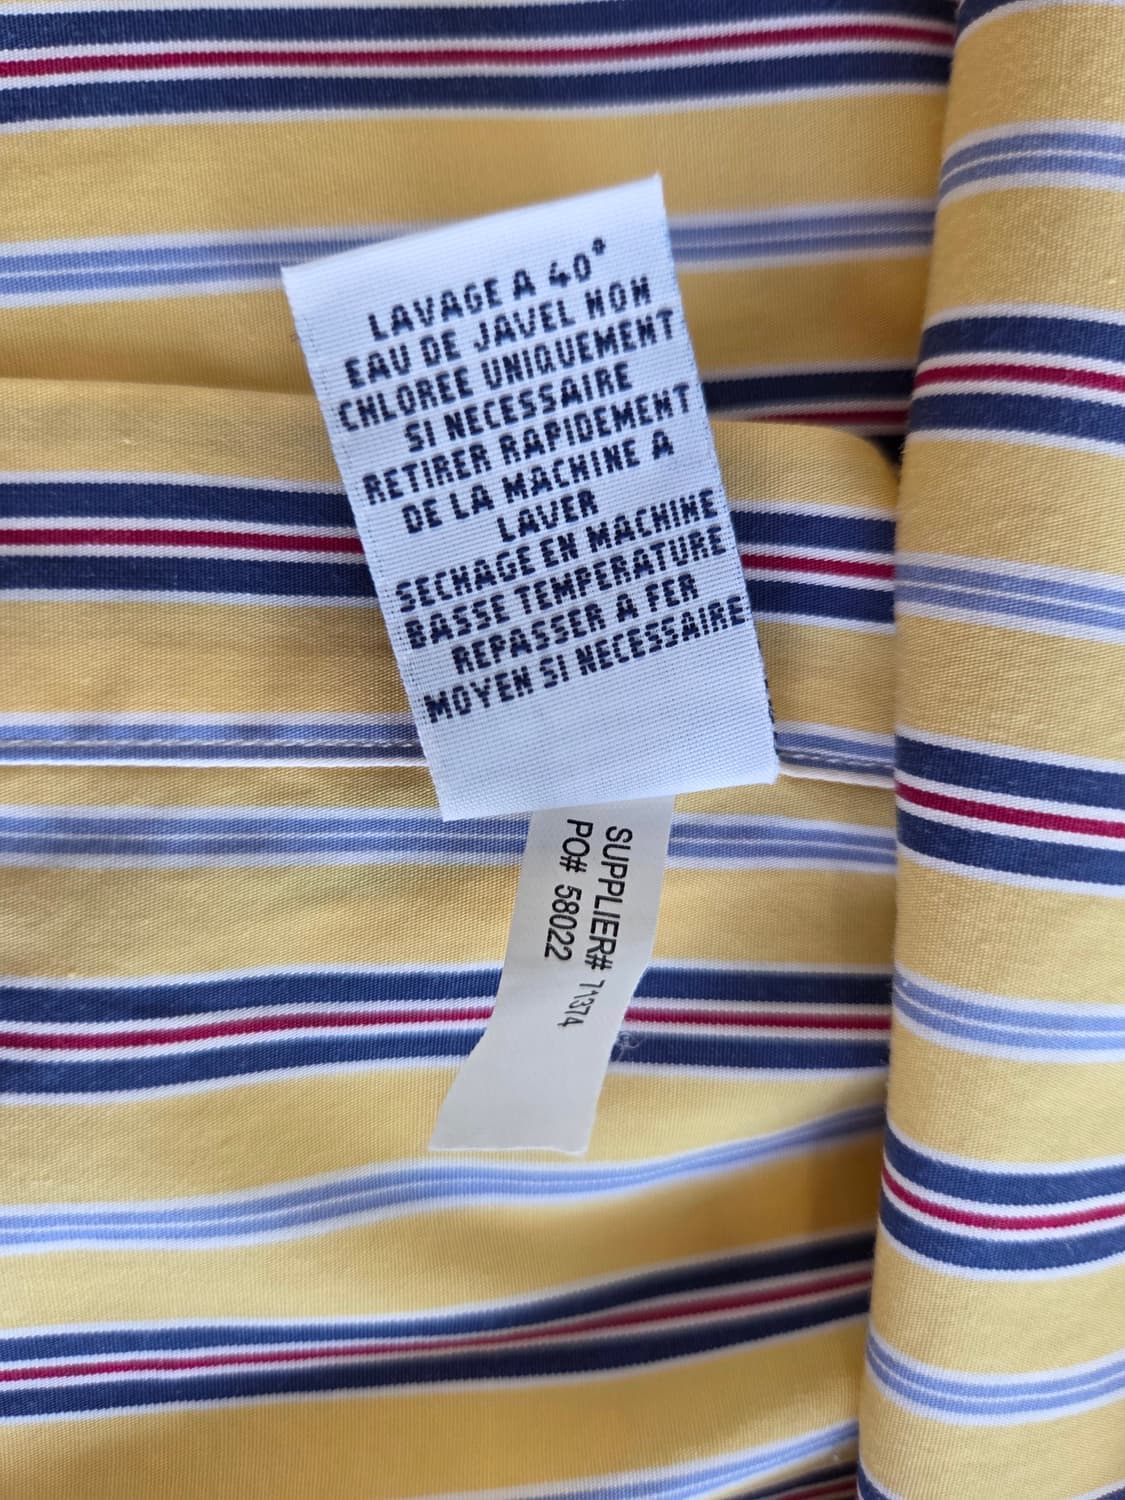 LAVAGE A 40°
EAU DE JAVEL NON
CHLOREE UNIQUEMENT
SI NECESSAIRE
RETIRER RAPIDEMENT
DE LA MACHINE A
LAVER
SECHAGE EN MACHINE
BASSE TEMPERATURE
REPASSER A FER
MOYEN SI NECESSAIRE
SUPPLIER# 71374
PO# 58022